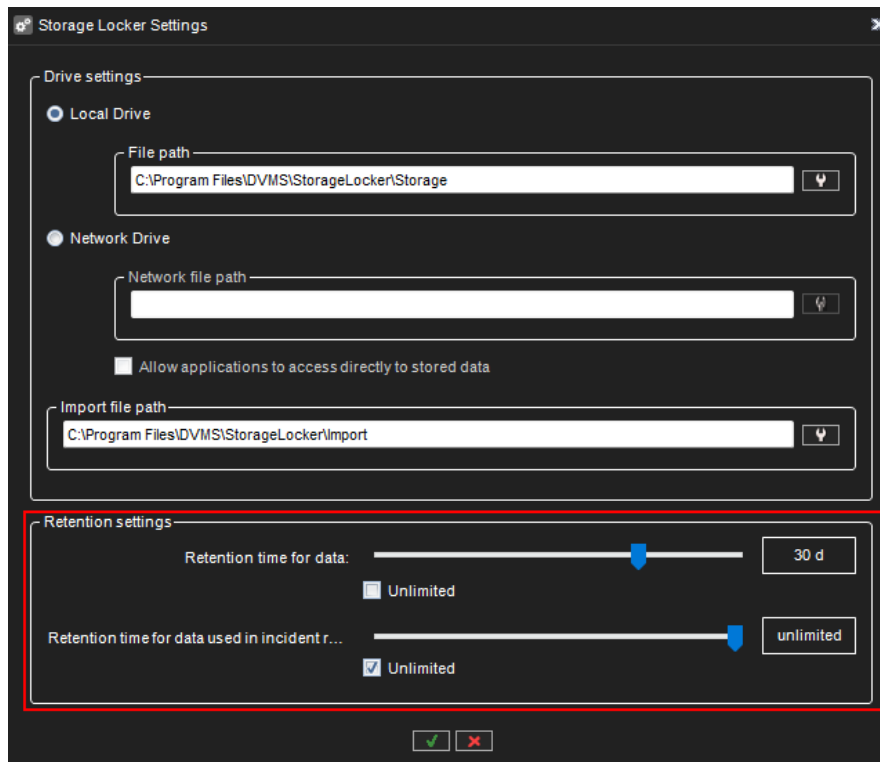 Storage Locker Settings
Drive settings
Local Drive
File path
C:\Program Files\DVMS\StorageLocker\Storage
Network Drive
Network file path
Allow applications to access directly to stored data
Import file path
C:\Program Files\DVMS\StorageLocker\Import
Retention settings
Retention time for data:
30 d
Unlimited
Retention time for data used in incident r...
unlimited
Unlimited